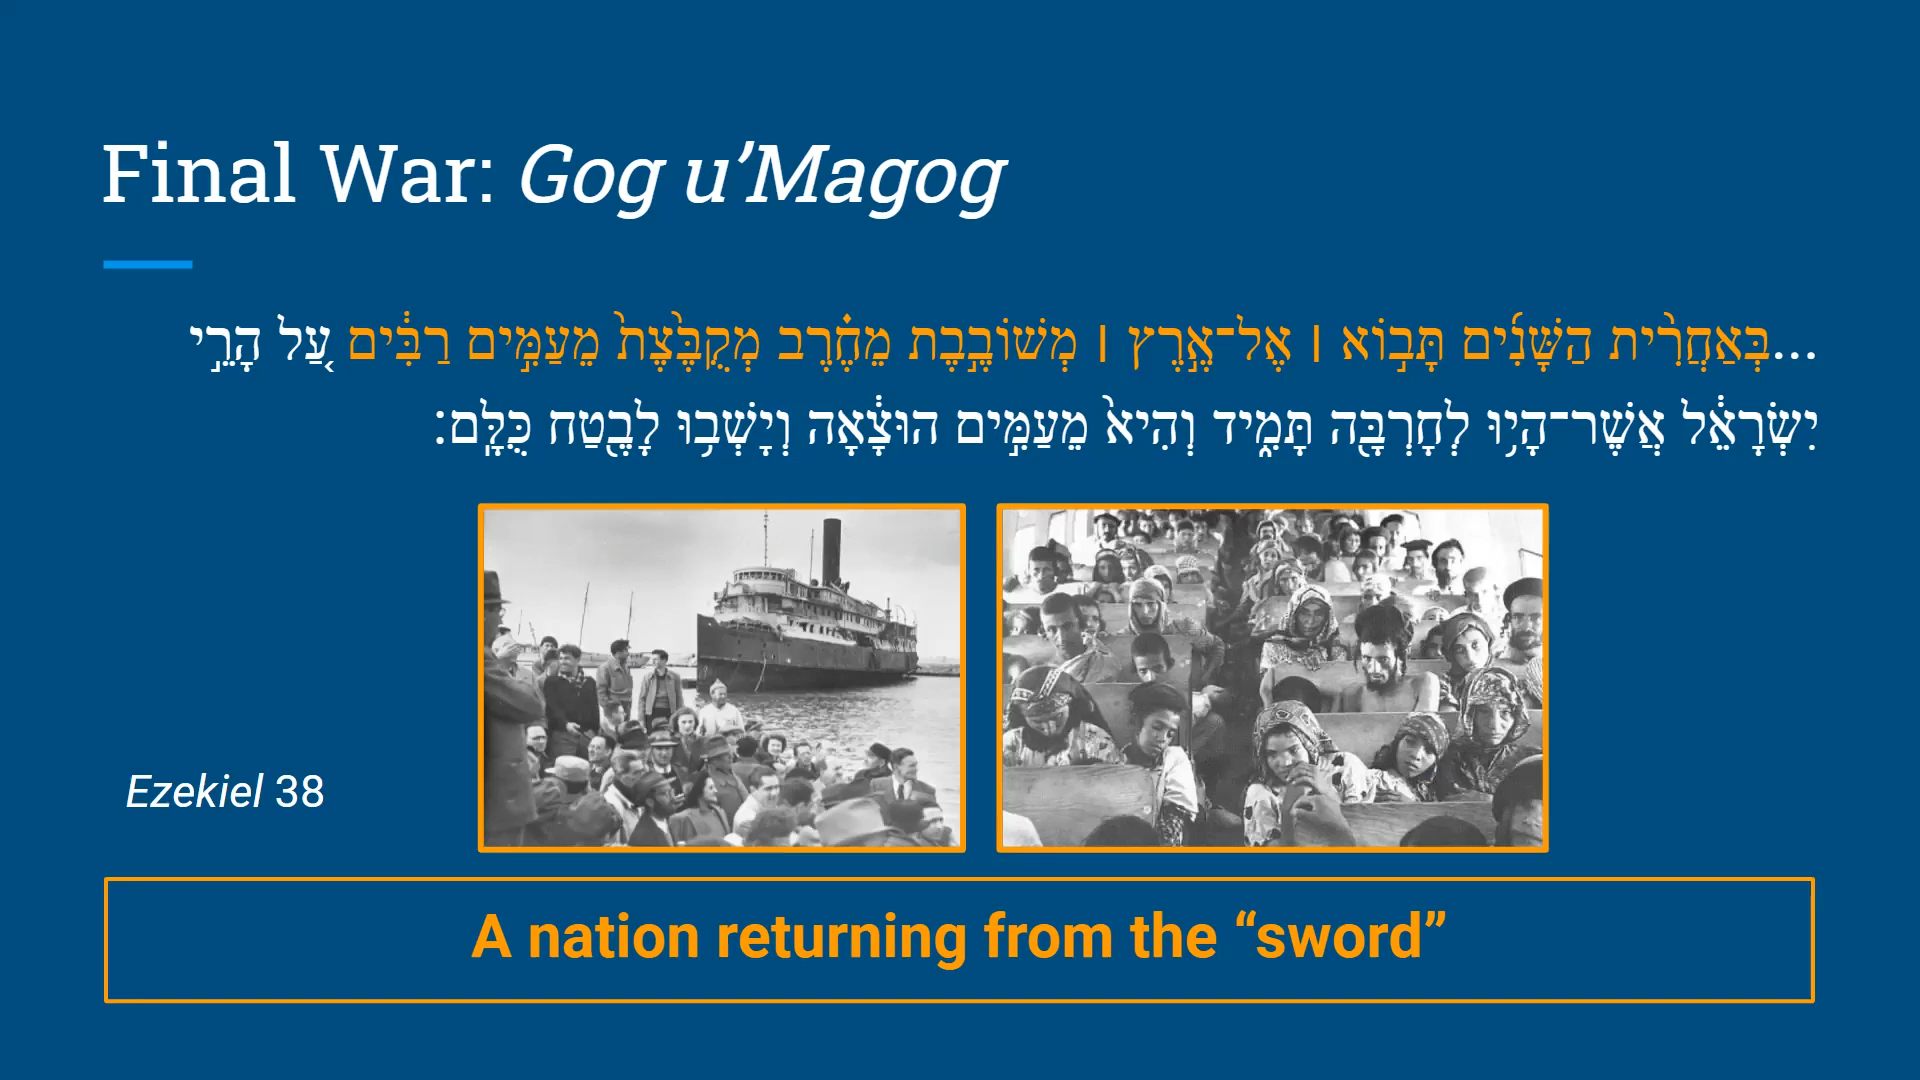 Final War: Gog u’Magog
...בְּאַחֲרִ֨ית הַשָּׁנִ֜ים תָּב֣וֹא ׀ אֶל־אֶ֣רֶץ ׀ מְשׁוֹבֶ֣בֶת מֵחֶ֗רֶב מְקֻבֶּ֙צֶת֙ מֵעַמִּ֣ים רַבִּ֔ים עַ֚ל הָרֵ֣י
יִשְׂרָאֵ֔ל אֲשֶׁר־הָי֥וּ לְחָרְבָּ֖ה תָּמִ֑יד וְהִיא֙ מֵעַמִּ֣ים הוּצָ֔אָה וְיָשְׁב֥וּ לָבֶ֖טַח כֻּלָּֽם׃
Ezekiel 38
A nation returning from the “sword”